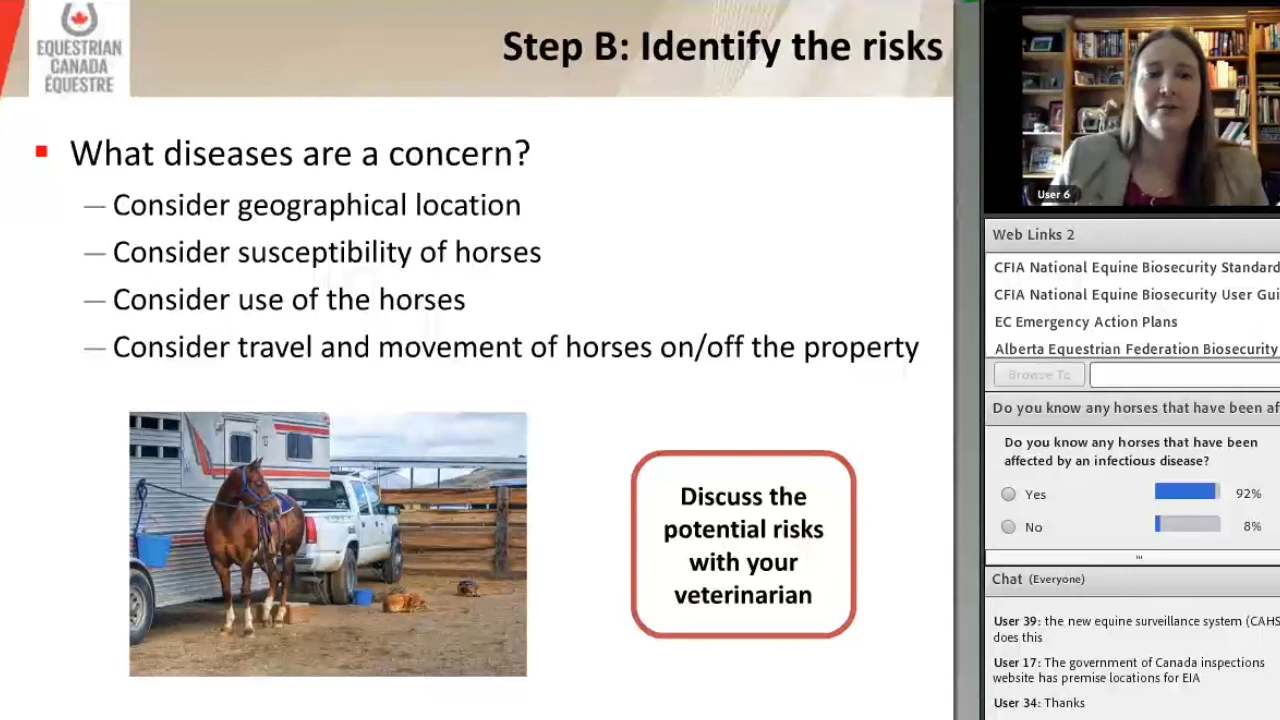 EQUESTRIAN
CANADA
ÉQUESTRE
Step B: Identify the risks
What diseases are a concern?
— Consider geographical location
— Consider susceptibility of horses
— Consider use of the horses
— Consider travel and movement of horses on/off the property
Discuss the
potential risks
with your
veterinarian
User 6
Web Links 2
CFIA National Equine Biosecurity Standard
CFIA National Equine Biosecurity User Gui
EC Emergency Action Plans
Alberta Equestrian Federation Biosecurity
Browse To
Do you know any horses that have been af
Do you know any horses that have been
affected by an infectious disease?
Yes 92%
No 8%
Chat (Everyone)
User 39: the new equine surveillance system (CAHS
does this
User 17: The government of Canada inspections
website has premise locations for EIA
User 34: Thanks